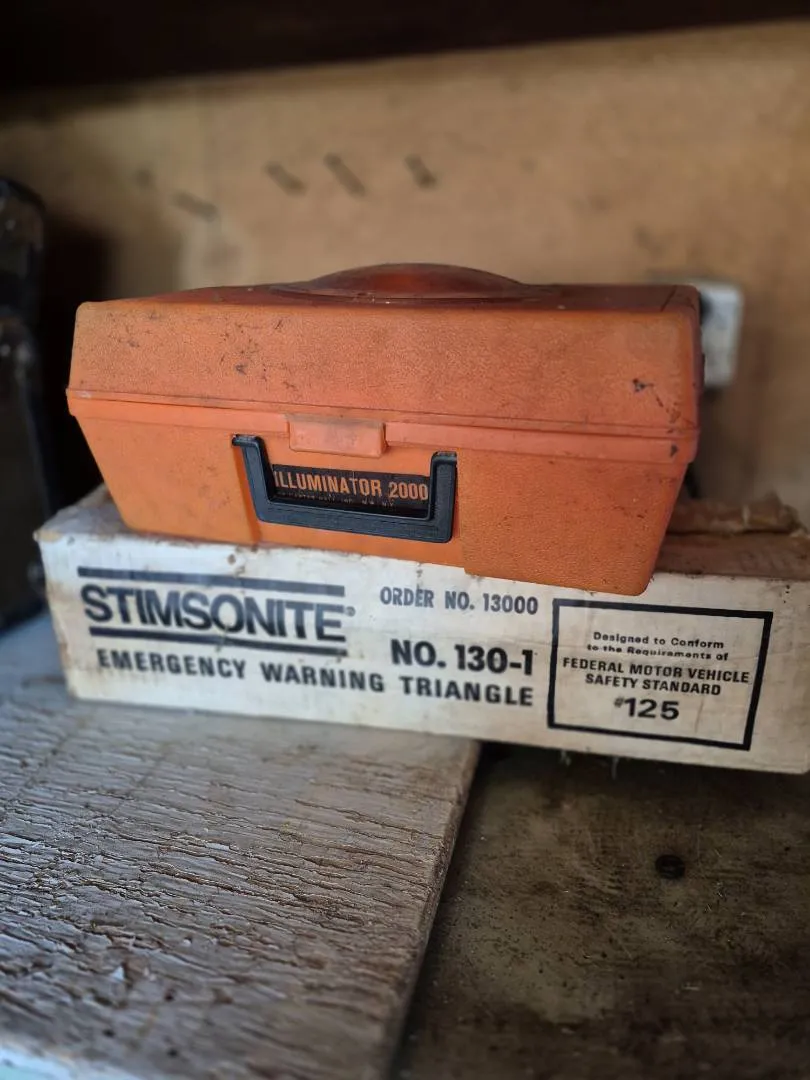 ILLUMINATOR 2000
STIMSONITE®
ORDER NO. 13000
NO. 130-1
EMERGENCY WARNING TRIANGLE
Designed to Conform
to the Requirements of
FEDERAL MOTOR VEHICLE
SAFETY STANDARD
#125